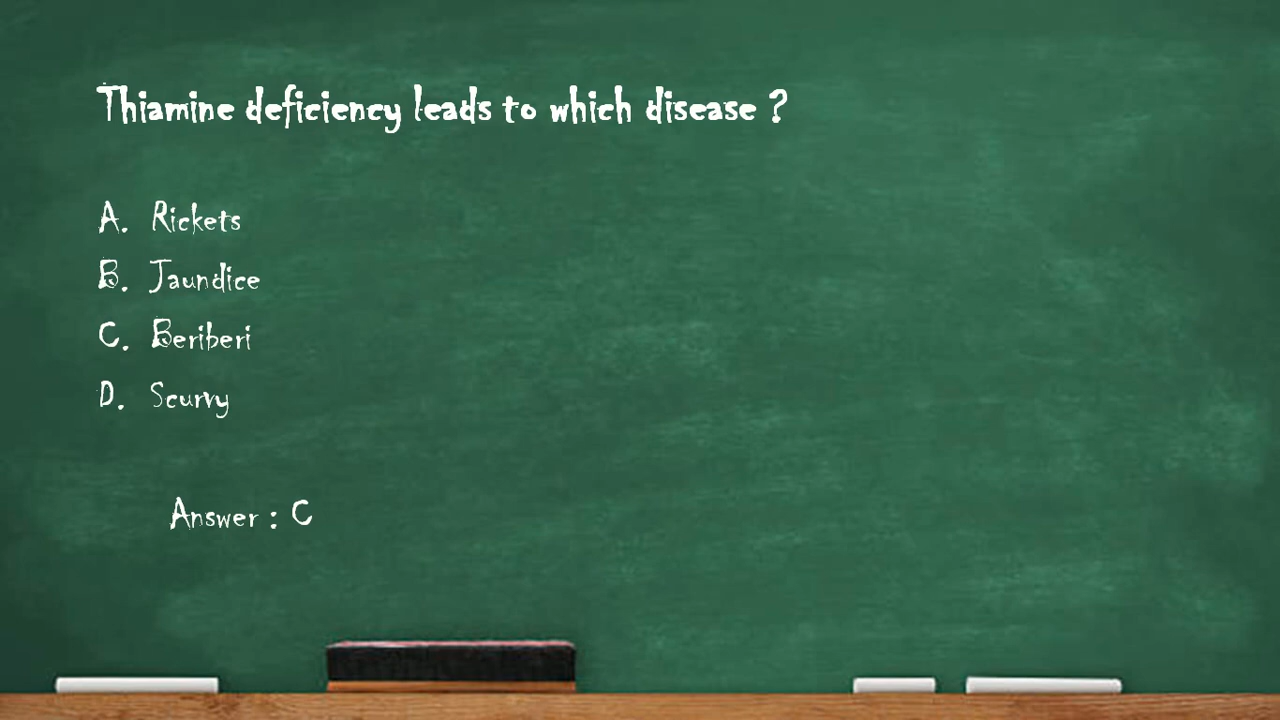 Thiamine deficiency leads to which disease ?
A. Rickets
B. Jaundice
C. Beriberi
D. Scurvy
Answer : C